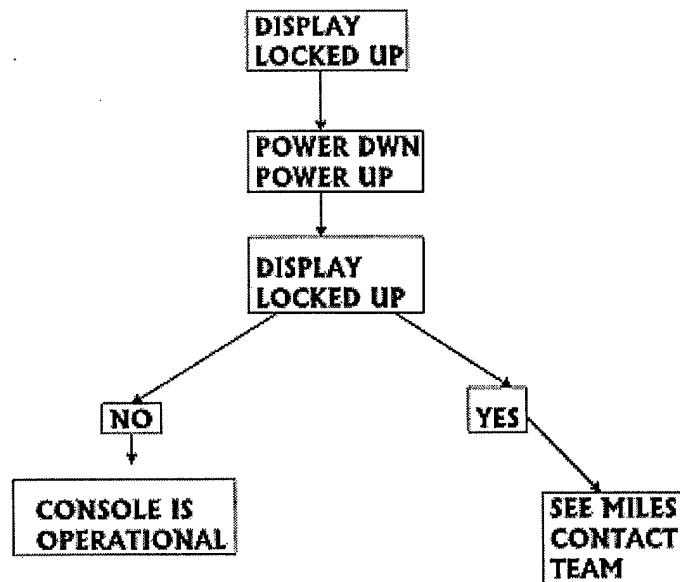 DISPLAY
LOCKED UP
POWER DWN
POWER UP
DISPLAY
LOCKED UP
NO
YES
CONSOLE IS
OPERATIONAL
SEE MILES
CONTACT
TEAM